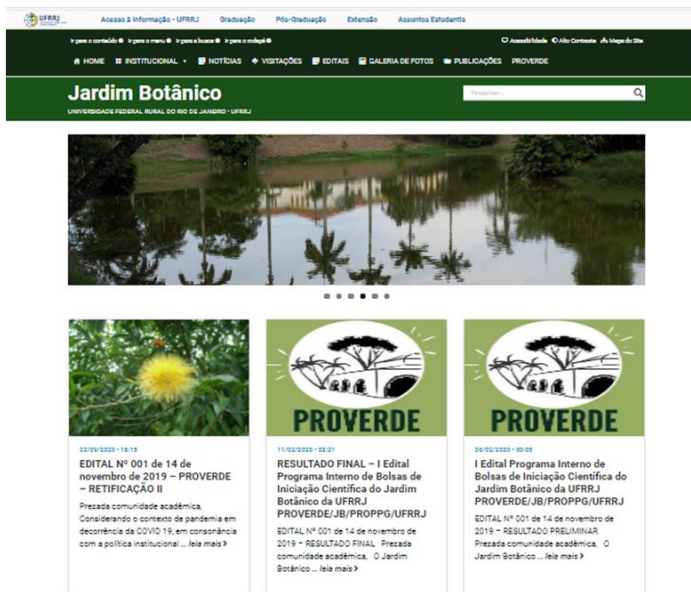 UFRRJ
Acesso à Informação - UFRRJ Graduação Pós-Graduação Extensão Assuntos Estudantis
Ir para o conteúdo Ir para o menu Ir para a busca Ir para o rodapé Acessibilidade Alto Contraste Mapa do Site
HOME INSTITUCIONAL NOTÍCIAS VISITAÇÕES EDITAIS GALERIA DE FOTOS PUBLICAÇÕES PROVERDE
Jardim Botânico
Pesquisar...
UNIVERSIDADE FEDERAL RURAL DO RIO DE JANEIRO - UFRRJ
PROVERDE
PROVERDE
22/09/2020 - 18:15
EDITAL Nº 001 de 14 de
novembro de 2019 – PROVERDE
– RETIFICAÇÃO II
Prezada comunidade acadêmica,
Considerando o contexto de pandemia em
decorrência da COVID 19, em consonância
com a política institucional ... leia mais
11/02/2020 - 03:21
RESULTADO FINAL – I Edital
Programa Interno de Bolsas de
Iniciação Científica do Jardim
Botânico da UFRRJ
PROVERDE/JB/PROPPG/UFRRJ
EDITAL Nº 001 de 14 de novembro de
2019 – RESULTADO FINAL Prezada
comunidade acadêmica, O Jardim
Botânico ... leia mais
06/02/2020 - 00:05
I Edital Programa Interno de
Bolsas de Iniciação Científica do
Jardim Botânico da UFRRJ
PROVERDE/JB/PROPPG/UFRRJ
EDITAL Nº 001 de 14 de novembro de
2019 – RESULTADO PRELIMINAR
Prezada comunidade acadêmica, O
Jardim Botânico ... leia mais